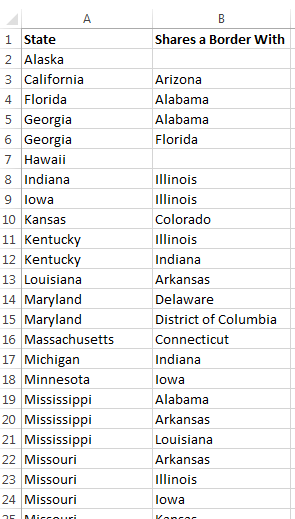 A B
1 State Shares a Border With
2 Alaska
3 California Arizona
4 Florida Alabama
5 Georgia Alabama
6 Georgia Florida
7 Hawaii
8 Indiana Illinois
9 Iowa Illinois
10 Kansas Colorado
11 Kentucky Illinois
12 Kentucky Indiana
13 Louisiana Arkansas
14 Maryland Delaware
15 Maryland District of Columbia
16 Massachusetts Connecticut
17 Michigan Indiana
18 Minnesota Iowa
19 Mississippi Alabama
20 Mississippi Arkansas
21 Mississippi Louisiana
22 Missouri Arkansas
23 Missouri Illinois
24 Missouri Iowa
25 Missouri Kansas